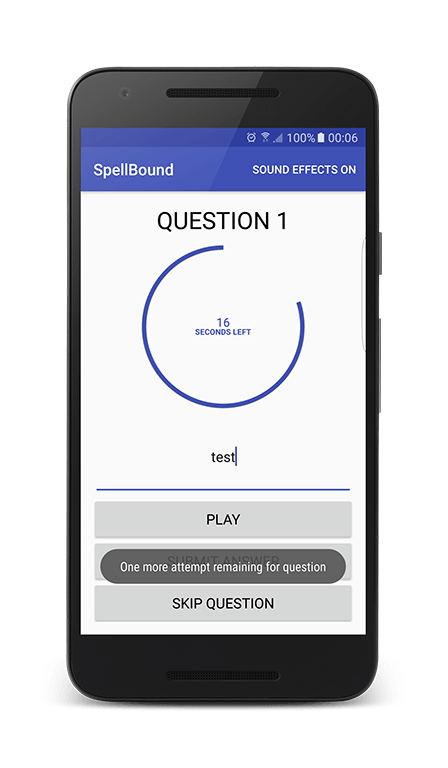 100% 00:06
SpellBound SOUND EFFECTS ON
QUESTION 1
16
SECONDS LEFT
test
PLAY
SUBMIT ANSWER
One more attempt remaining for question
SKIP QUESTION